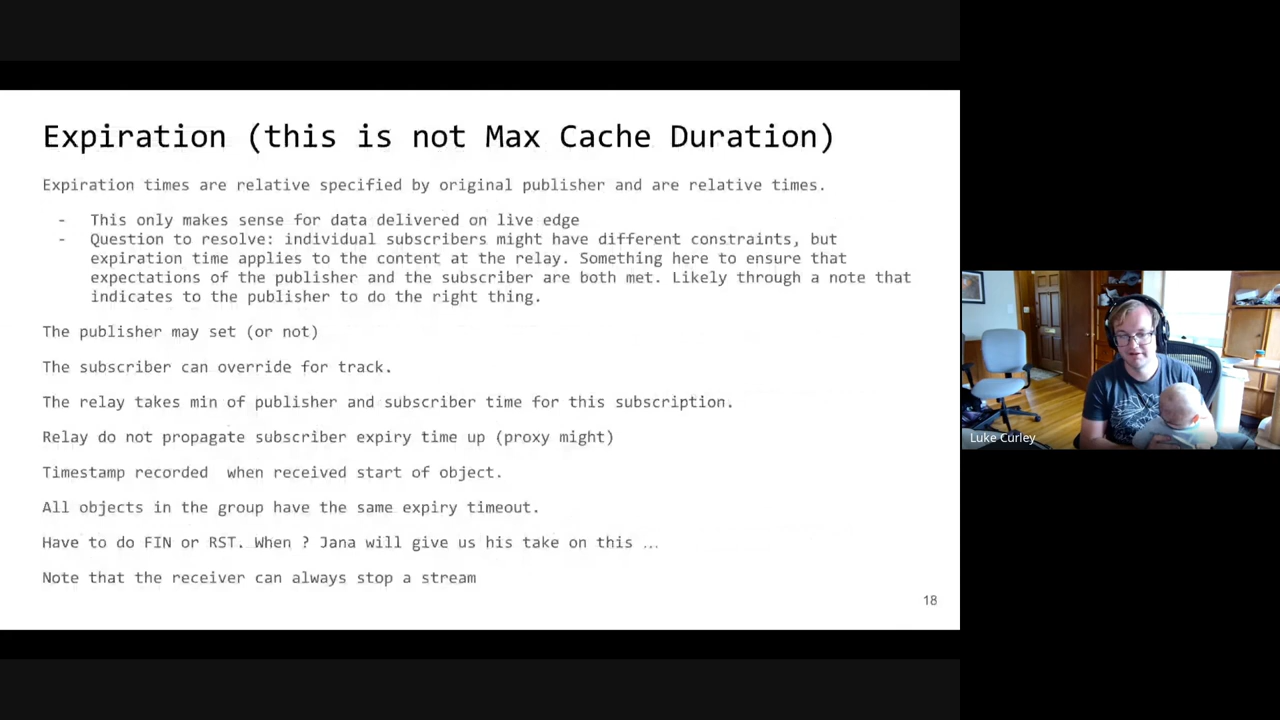 Expiration (this is not Max Cache Duration)
Expiration times are relative specified by original publisher and are relative times.
- This only makes sense for data delivered on live edge
- Question to resolve: individual subscribers might have different constraints, but
expiration time applies to the content at the relay. Something here to ensure that
expectations of the publisher and the subscriber are both met. Likely through a note that
indicates to the publisher to do the right thing.
The publisher may set (or not)
The subscriber can override for track.
The relay takes min of publisher and subscriber time for this subscription.
Relay do not propagate subscriber expiry time up (proxy might)
Timestamp recorded  when received start of object.
All objects in the group have the same expiry timeout.
Have to do FIN or RST. When ? Jana will give us his take on this ...
Note that the receiver can always stop a stream
18
Luke Curley